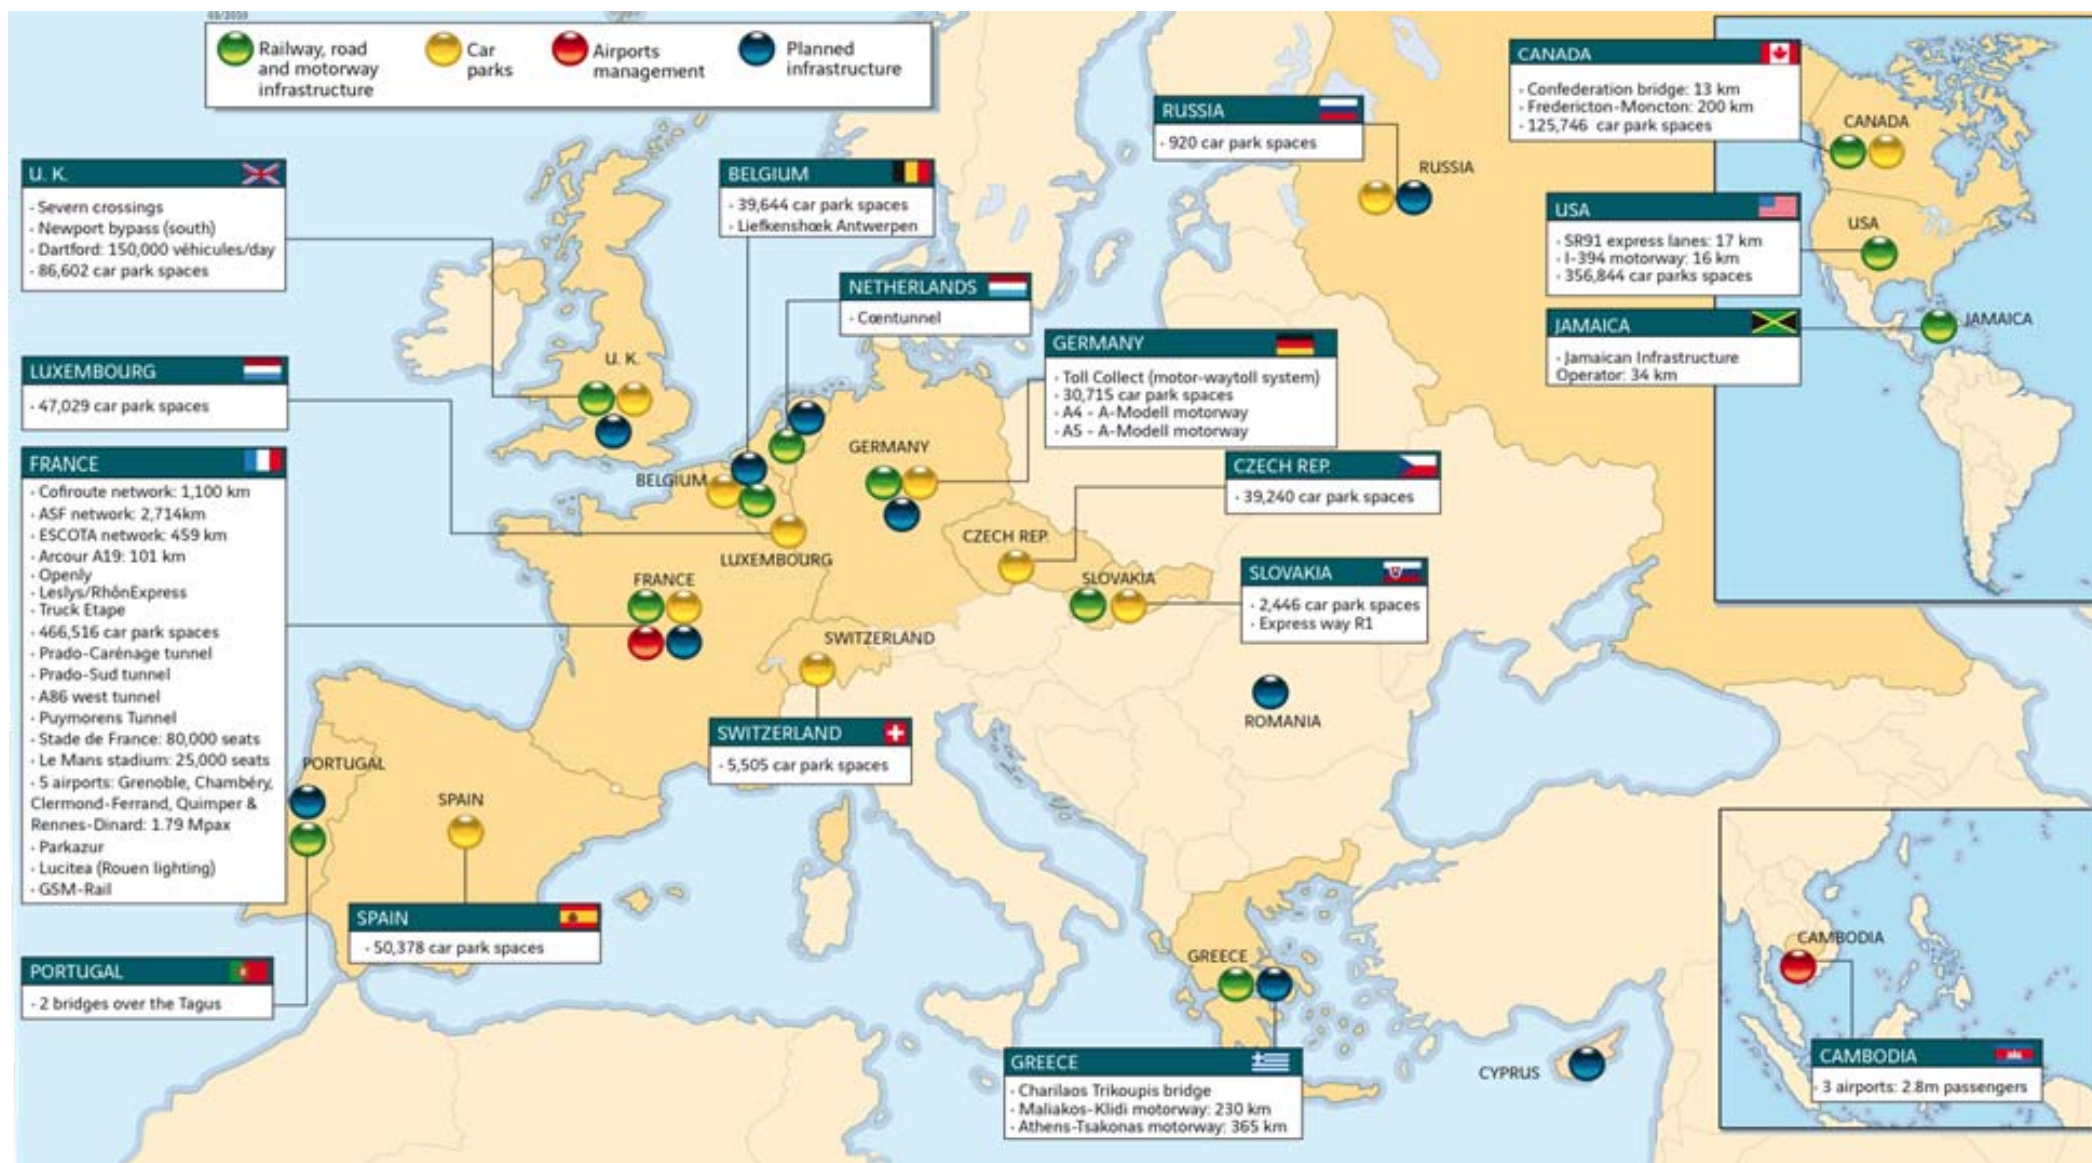 03/2010
Railway, road
and motorway
infrastructure
Car
parks
Airports
management
Planned
infrastructure
U. K.
- Severn crossings
- Newport bypass (south)
- Dartford: 150,000 véhicules/day
- 86,602 car park spaces
LUXEMBOURG
- 47,029 car park spaces
FRANCE
- Cofiroute network: 1,100 km
- ASF network: 2,714km
- ESCOTA network: 459 km
- Arcour A19: 101 km
- Openly
- Leslys/RhônExpress
- Truck Etape
- 466,516 car park spaces
- Prado-Carénage tunnel
- Prado-Sud tunnel
- A86 west tunnel
- Puymorens Tunnel
- Stade de France: 80,000 seats
- Le Mans stadium: 25,000 seats
- 5 airports: Grenoble, Chambéry,
Clermond-Ferrand, Quimper &
Rennes-Dinard: 1.79 Mpax
- Parkazur
- Lucitea (Rouen lighting)
- GSM-Rail
PORTUGAL
- 2 bridges over the Tagus
SPAIN
- 50,378 car park spaces
BELGIUM
- 39,644 car park spaces
- Liefkenshoek Antwerpen
NETHERLANDS
- Cœntunnel
GERMANY
- Toll Collect (motor-waytoll system)
- 30,715 car park spaces
- A4 - A-Modell motorway
- A5 - A-Modell motorway
RUSSIA
- 920 car park spaces
CZECH REP.
- 39,240 car park spaces
SLOVAKIA
- 2,446 car park spaces
- Express way R1
SWITZERLAND
- 5,505 car park spaces
GREECE
- Charilaos Trikoupis bridge
- Maliakos-Klidi motorway: 230 km
- Athens-Tsakonas motorway: 365 km
CANADA
- Confederation bridge: 13 km
- Fredericton-Moncton: 200 km
- 125,746 car park spaces
USA
- SR91 express lanes: 17 km
- I-394 motorway: 16 km
- 356,844 car parks spaces
JAMAICA
- Jamaican Infrastructure
Operator: 34 km
CAMBODIA
- 3 airports: 2.8m passengers
U. K.
BELGIUM
GERMANY
LUXEMBOURG
FRANCE
CZECH REP.
SLOVAKIA
SWITZERLAND
ROMANIA
PORTUGAL
SPAIN
GREECE
CYPRUS
RUSSIA
CANADA
USA
JAMAICA
CAMBODIA